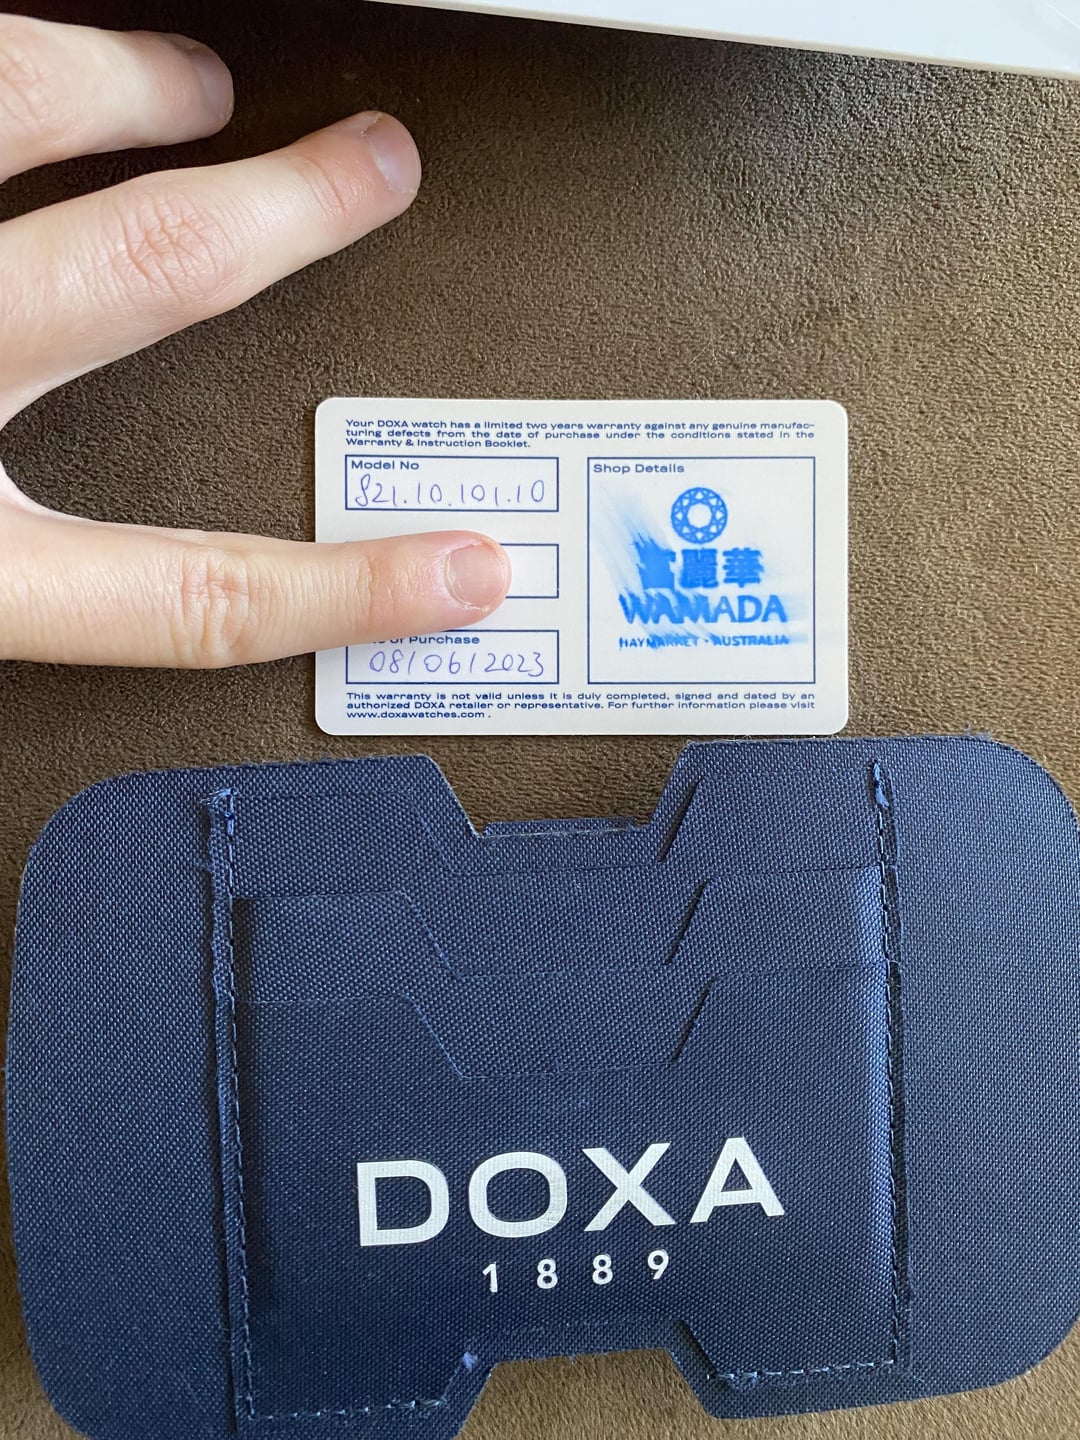 Your DOXA watch has a limited two years warranty against any genuine manufac-
turing defects from the date of purchase under the conditions stated in the
Warranty & Instruction Booklet.
Model No
821.10.101.10
of Purchase
08/06/2023
Shop Details
富麗華
WAMADA
HAYMARKET • AUSTRALIA
This warranty is not valid unless it is duly completed, signed and dated by an
authorized DOXA retailer or representative. For further information please visit
www.doxawatches.com .
DOXA
1889